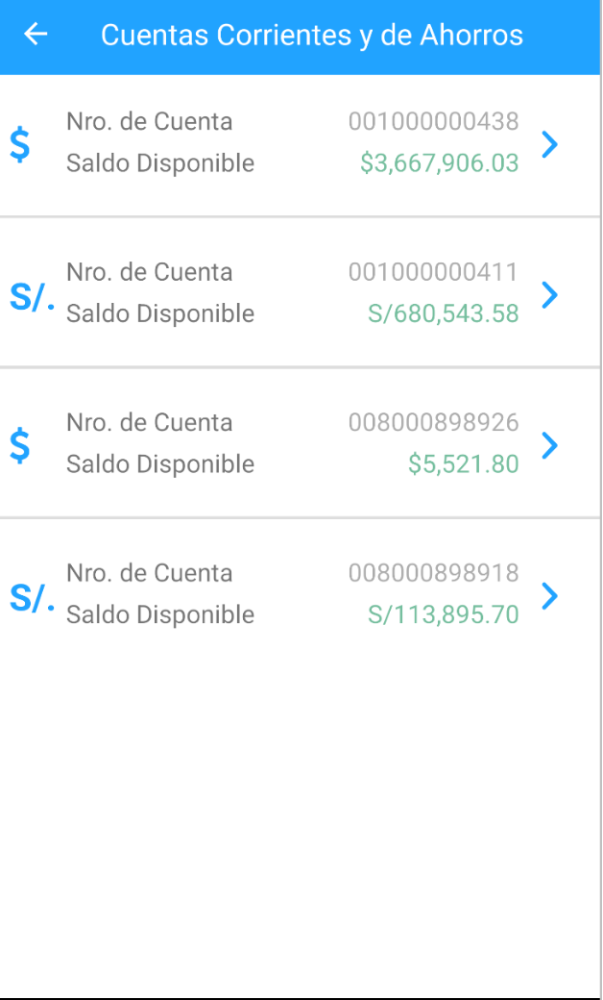 Cuentas Corrientes y de Ahorros
$ Nro. de Cuenta 001000000438
Saldo Disponible $3,667,906.03
S/. Nro. de Cuenta 001000000411
Saldo Disponible S/680,543.58
$ Nro. de Cuenta 008000898926
Saldo Disponible $5,521.80
S/. Nro. de Cuenta 008000898918
Saldo Disponible S/113,895.70